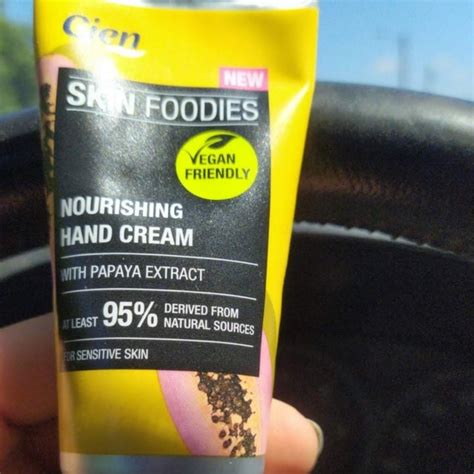 Cien
NEW
SKIN FOODIES
VEGAN
FRIENDLY
NOURISHING
HAND CREAM
WITH PAPAYA EXTRACT
AT LEAST 95% DERIVED FROM
NATURAL SOURCES
FOR SENSITIVE SKIN